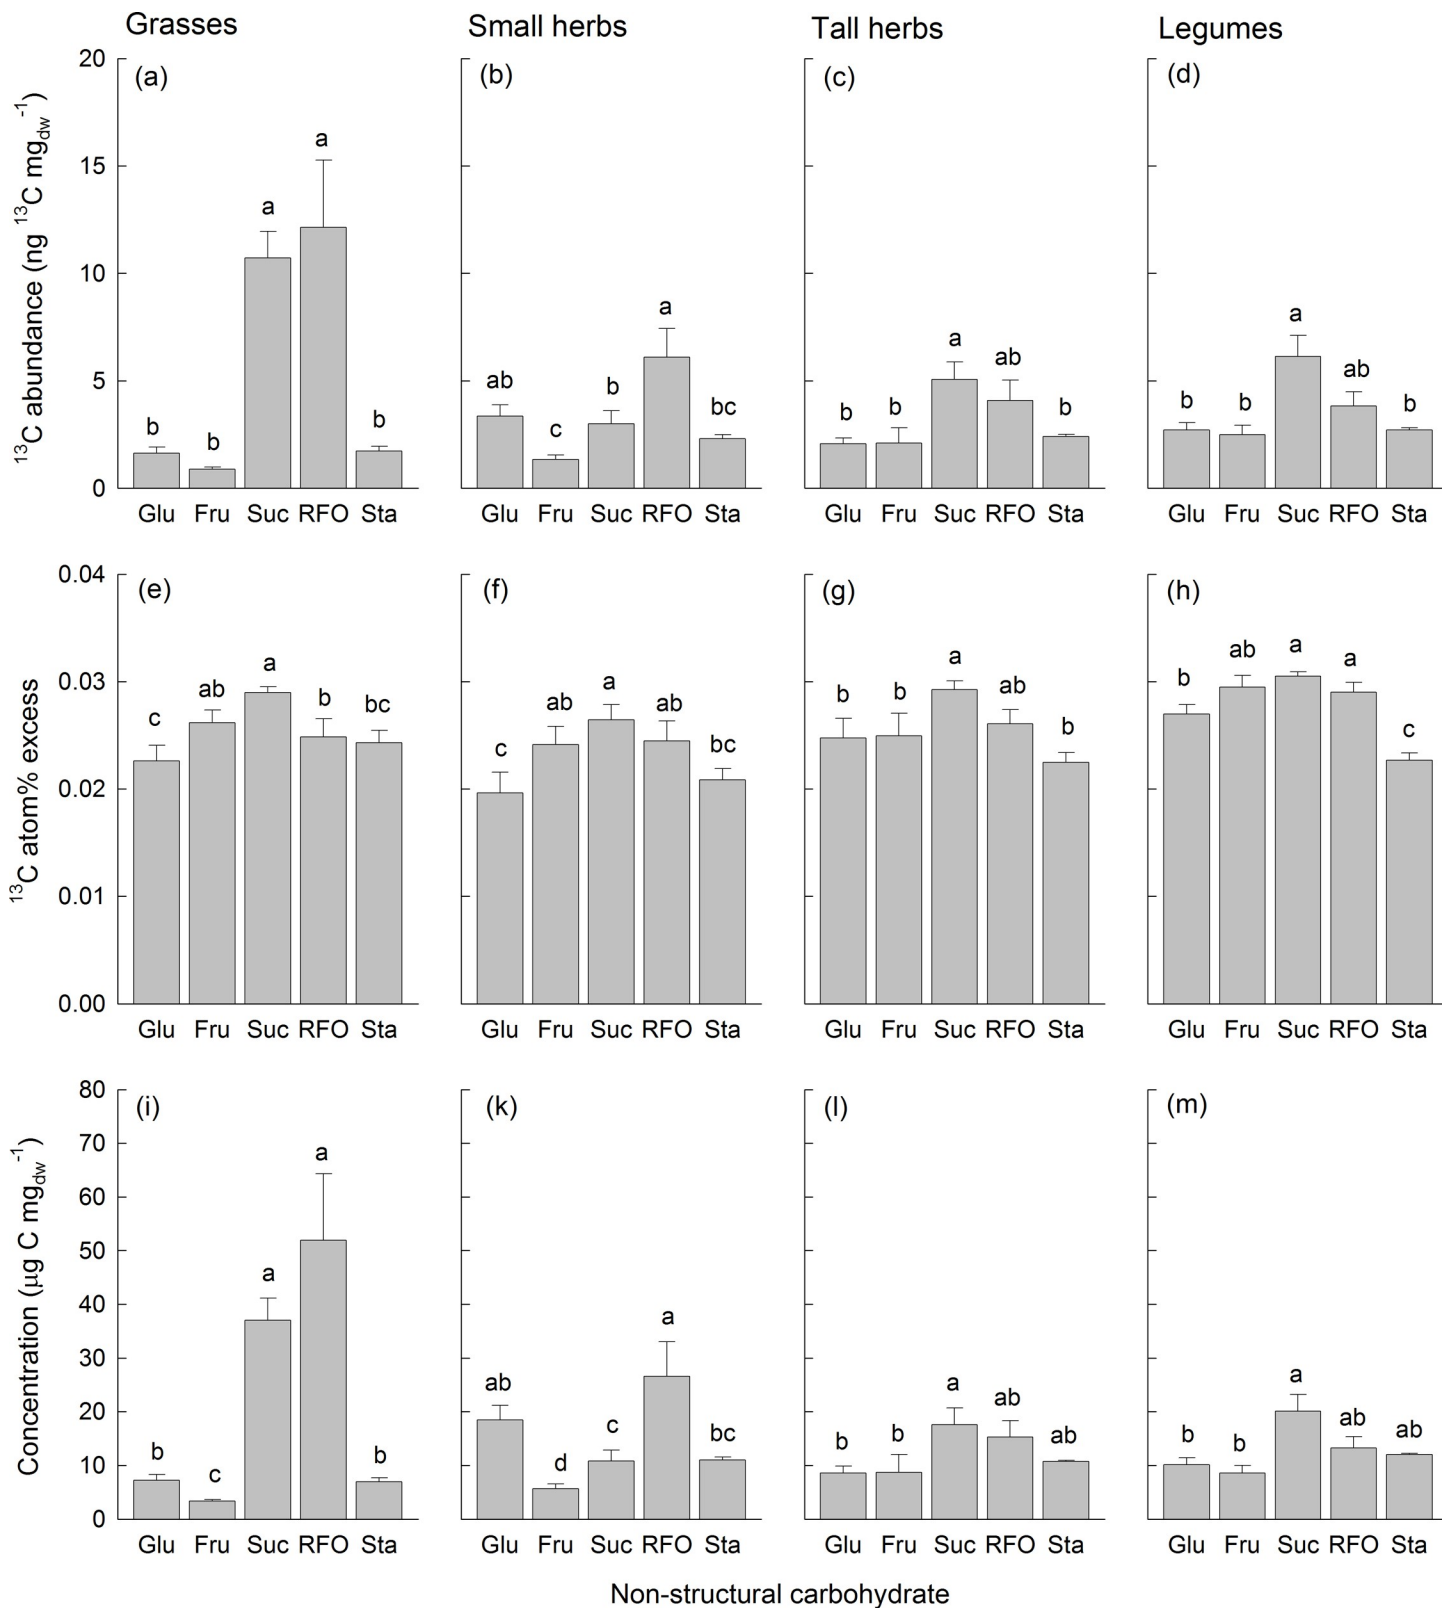 Grasses Small herbs Tall herbs Legumes
(a) (b) (c) (d)
¹³C abundance (ng ¹³C mg_dw⁻¹)
20
15
10
5
0
b b a a b
ab c b a bc
b b a ab b
b b a ab b
Glu Fru Suc RFO Sta Glu Fru Suc RFO Sta Glu Fru Suc RFO Sta Glu Fru Suc RFO Sta
(e) (f) (g) (h)
¹³C atom% excess
0.04
0.03
0.02
0.01
0.00
c ab a b bc
c ab a ab bc
b b a ab b
b ab a a c
Glu Fru Suc RFO Sta Glu Fru Suc RFO Sta Glu Fru Suc RFO Sta Glu Fru Suc RFO Sta
(i) (k) (l) (m)
Concentration (μg C mg_dw⁻¹)
80
70
60
50
40
30
20
10
0
b c a a b
ab d c a bc
b b a ab ab
b b a ab ab
Glu Fru Suc RFO Sta Glu Fru Suc RFO Sta Glu Fru Suc RFO Sta Glu Fru Suc RFO Sta
Non-structural carbohydrate